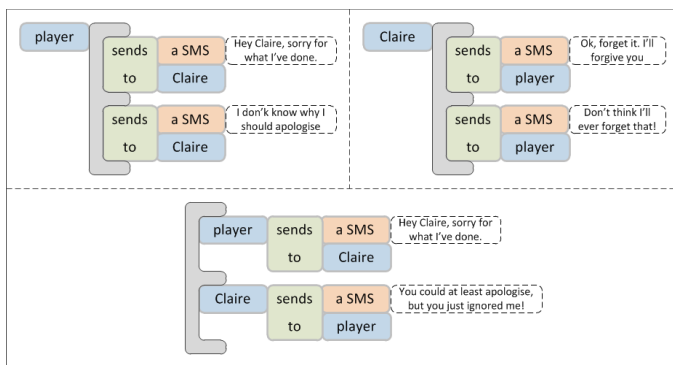 player
sends a SMS
to Claire
Hey Claire, sorry for
what I've done.
sends a SMS
to Claire
I don'k know why I
should apologise
Claire
sends a SMS
to player
Ok, forget it. I'll
forgive you
sends a SMS
to player
Don't think I'll
ever forget that!
player sends a SMS
to Claire
Hey Claire, sorry for
what I've done.
Claire sends a SMS
to player
You could at least apologise,
but you just ignored me!